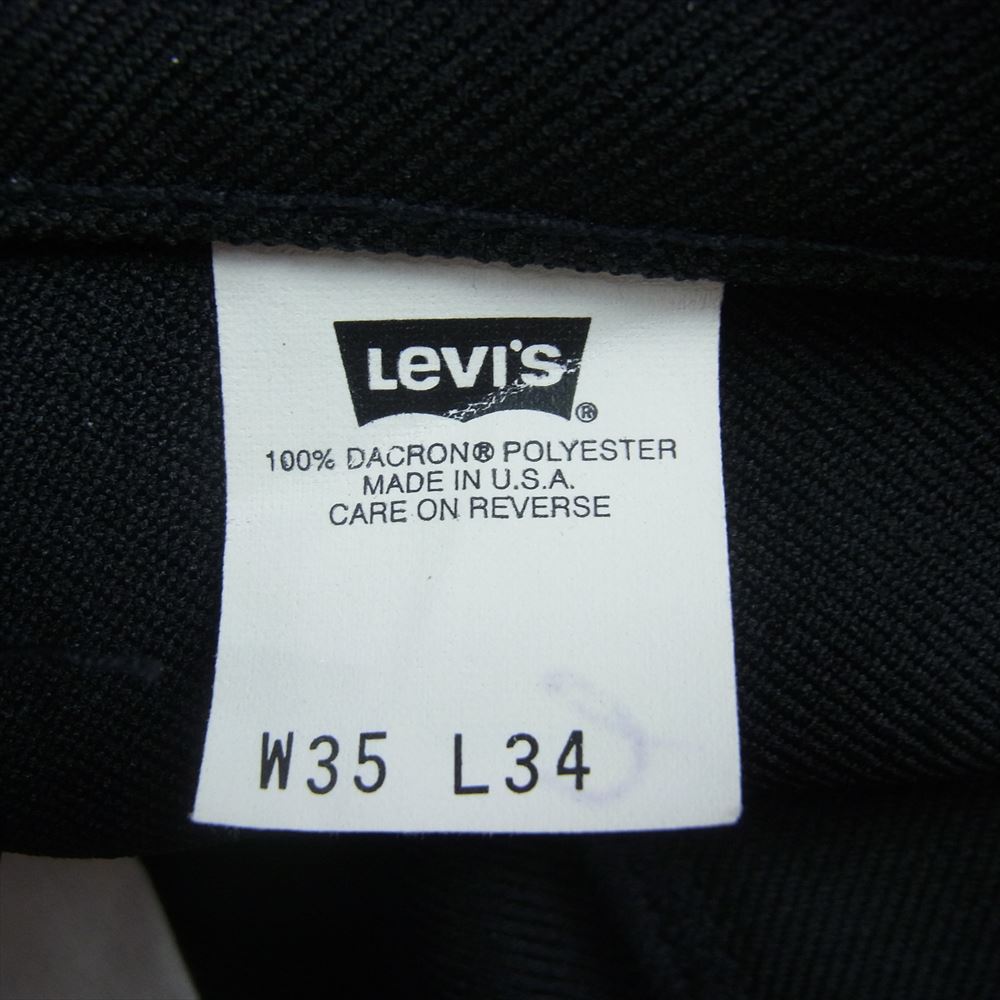 LEVI'S ®
100% DACRON® POLYESTER
MADE IN U.S.A.
CARE ON REVERSE
W35 L34